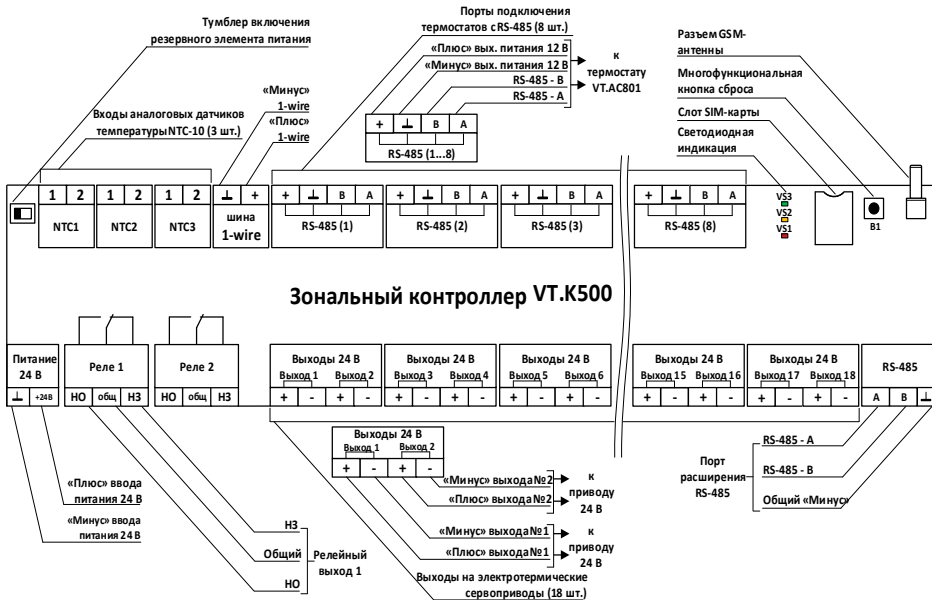 Тумблер включения
резервного элемента питания
Порты подключения
термостатов с RS-485 (8 шт.)
«Плюс» вых. питания 12 В
«Минус» вых. питания 12 В
RS-485 - B
RS-485 - A
к
термостату
VT.AC801
Разъем GSM-
антенны
Многофункциональная
кнопка сброса
Слот SIM-карты
Светодиодная
индикация
«Минус»
1-wire
«Плюс»
1-wire
Входы аналоговых датчиков
температуры NTC-10 (3 шт.)
+ ⊥ B A
RS-485 (1...8)
1 2 1 2 1 2 ⊥ + + ⊥ B A + ⊥ B A + ⊥ B A + ⊥ B A
NTC1 NTC2 NTC3
шина
1-wire
RS-485 (1) RS-485 (2) RS-485 (3) RS-485 (8)
VS3
VS2
VS1
B1
Зональный контроллер VT.K500
Питание
24 В
⊥ +24В
Реле 1
НО общ НЗ
Реле 2
НО общ НЗ
Выходы 24 В
Выход 1 Выход 2
+ - + -
Выходы 24 В
Выход 3 Выход 4
+ - + -
Выходы 24 В
Выход 5 Выход 6
+ - + -
Выходы 24 В
Выход 15 Выход 16
+ - + -
Выходы 24 В
Выход 17 Выход 18
+ - + -
RS-485
A B ⊥
Выходы 24 В
Выход 1 Выход 2
+ - + -
«Минус» выхода №2
«Плюс» выхода №2
к
приводу
24 В
«Минус» выхода №1
«Плюс» выхода №1
к
приводу
24 В
Выходы на электротермические
сервоприводы (18 шт.)
«Плюс» ввода
питания 24 В
«Минус» ввода
питания 24 В
НЗ
Общий
НО
Релейный
выход 1
RS-485 - A
RS-485 - B
Общий «Минус»
Порт
расширения
RS-485